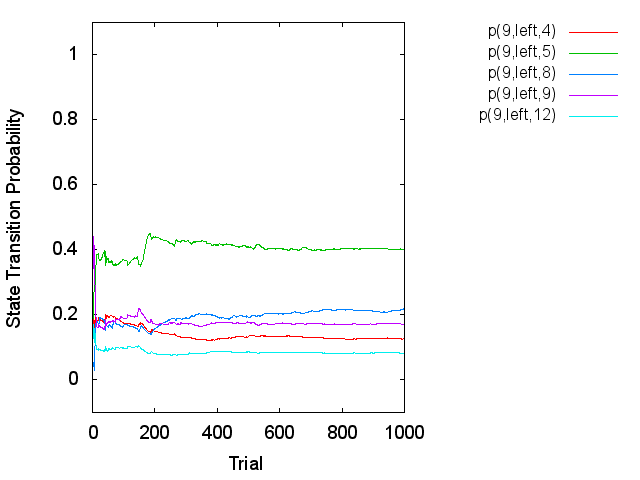 1
0.8
0.6
0.4
0.2
0
0 200 400 600 800 1000
State Transition Probability
Trial
p(9,left,4)
p(9,left,5)
p(9,left,8)
p(9,left,9)
p(9,left,12)